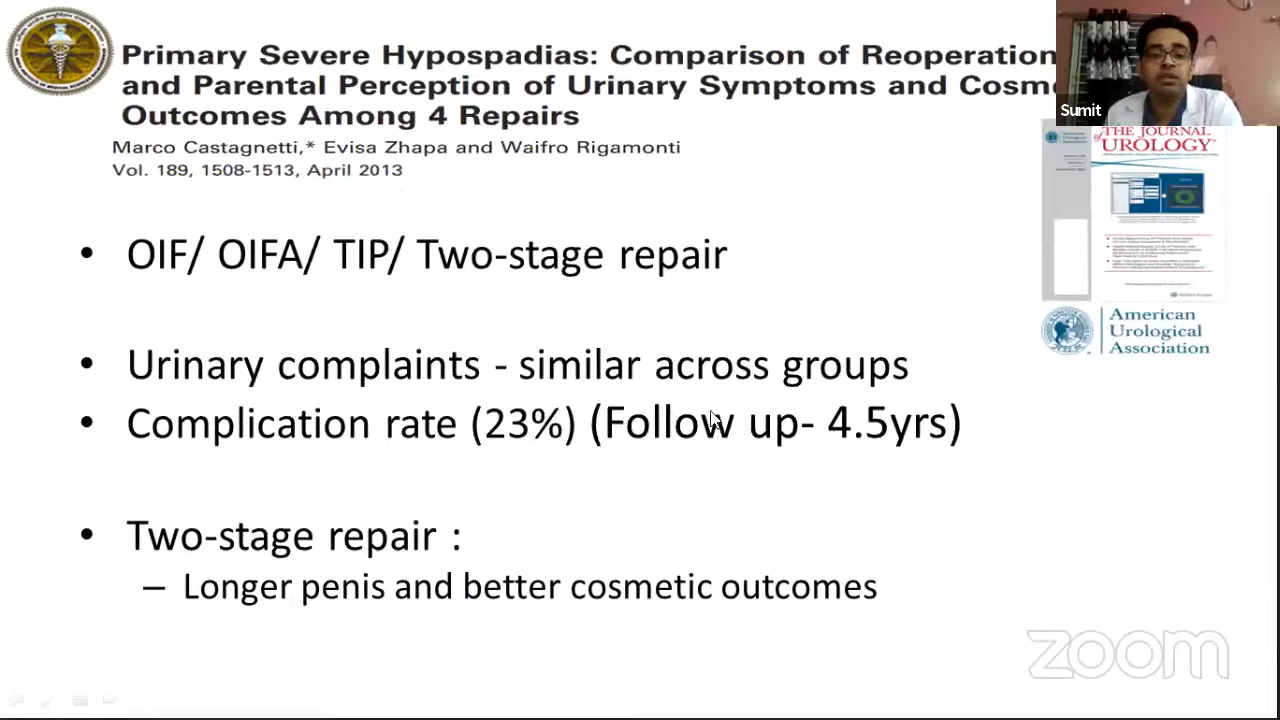 Primary Severe Hypospadias: Comparison of Reoperation
and Parental Perception of Urinary Symptoms and Cosme
Outcomes Among 4 Repairs
Marco Castagnetti,* Evisa Zhapa and Waifro Rigamonti
Vol. 189, 1508-1513, April 2013
Sumit
of THE JOURNAL
UROLOGY
American
Urological
Association
• OIF/ OIFA/ TIP/ Two-stage repair
• Urinary complaints - similar across groups
• Complication rate (23%) (Follow up- 4.5yrs)
• Two-stage repair :
– Longer penis and better cosmetic outcomes
zoom